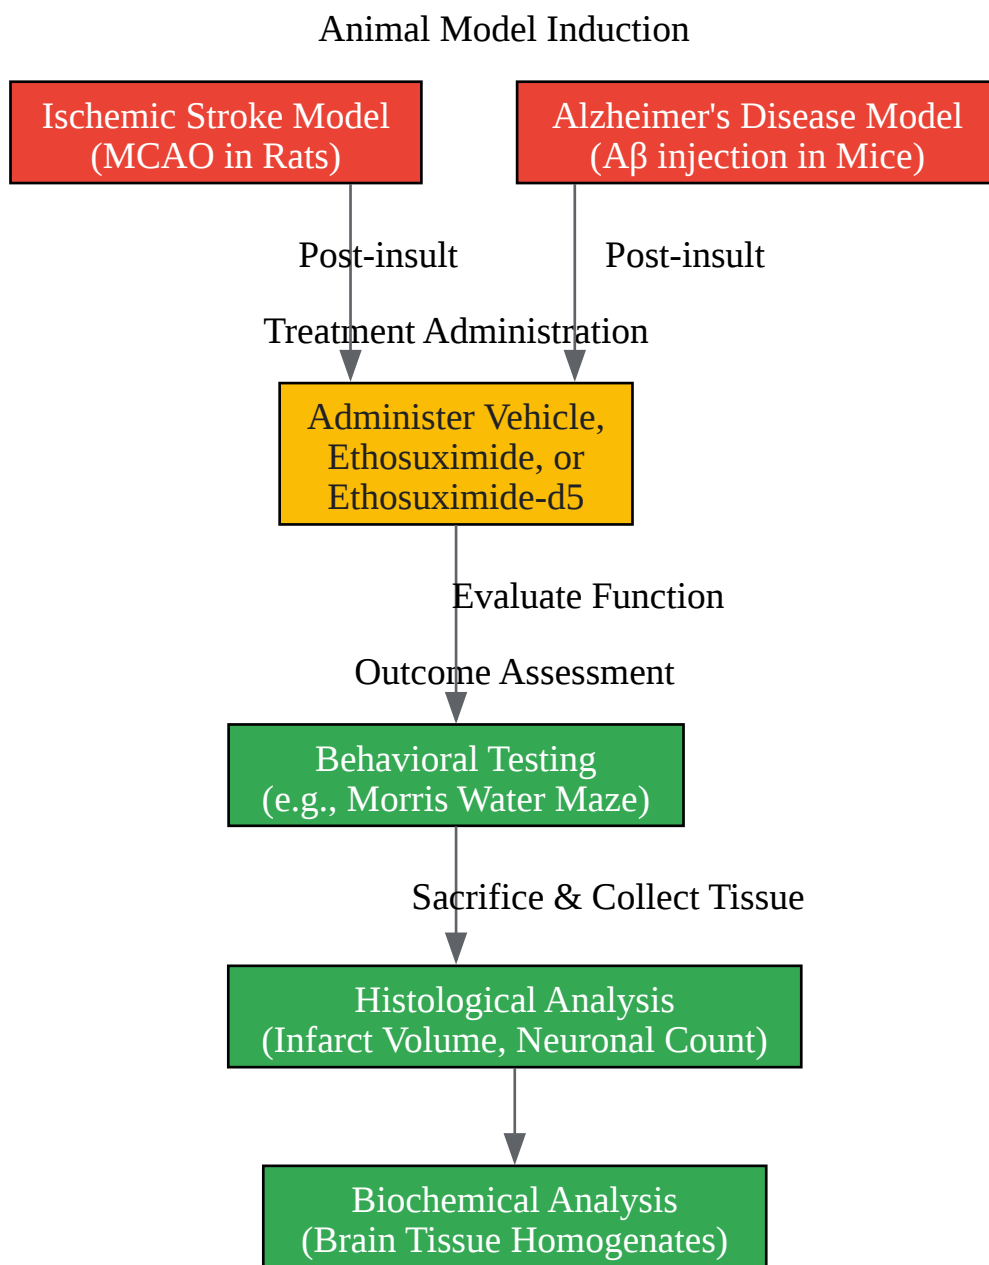 Animal Model Induction
Ischemic Stroke Model
(MCAO in Rats)
Alzheimer's Disease Model
(Aβ injection in Mice)
Post-insult
Post-insult
Treatment Administration
Administer Vehicle,
Ethosuximide, or
Ethosuximide-d5
Evaluate Function
Outcome Assessment
Behavioral Testing
(e.g., Morris Water Maze)
Sacrifice & Collect Tissue
Histological Analysis
(Infarct Volume, Neuronal Count)
Biochemical Analysis
(Brain Tissue Homogenates)